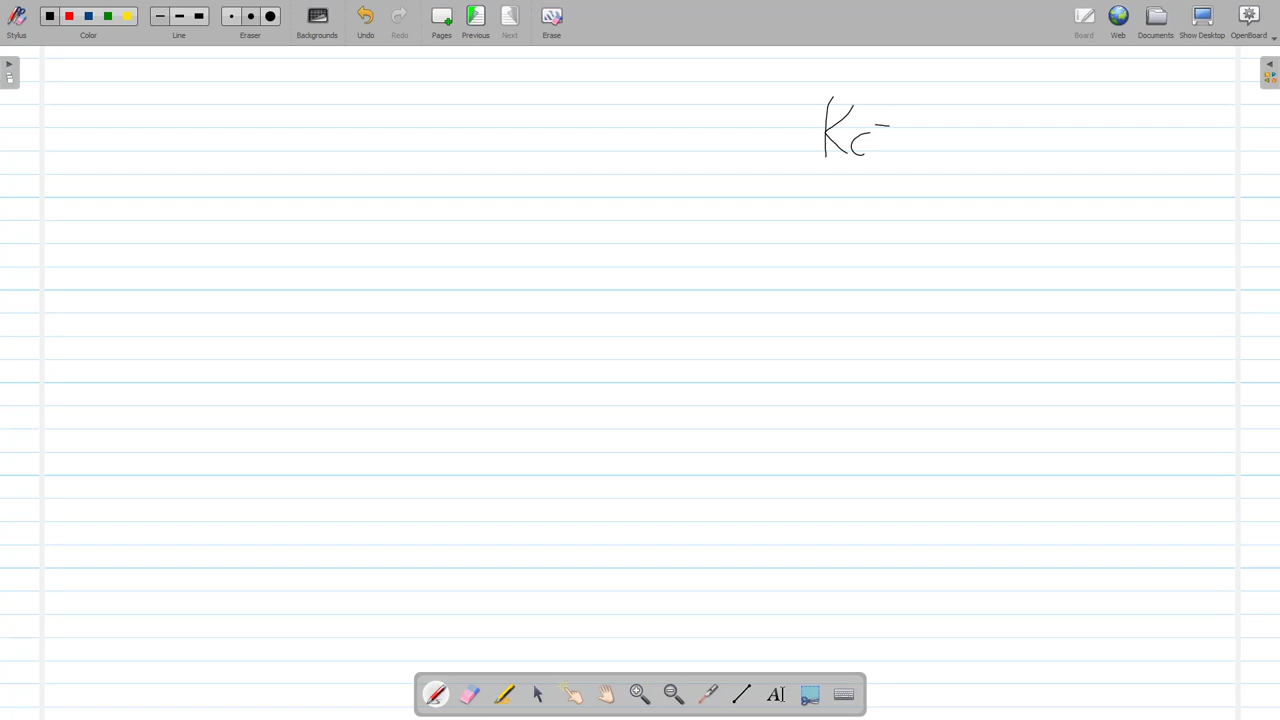 Stylus
Color
Line
Eraser
Backgrounds
Undo
Redo
Pages
Previous
Next
Erase
Board
Web
Documents
Show Desktop
OpenBoard
Kc -